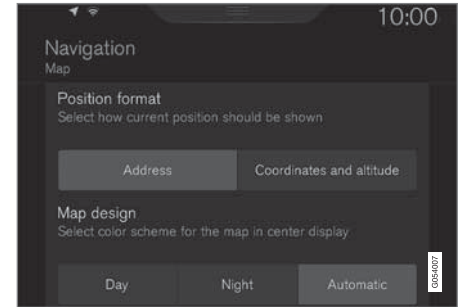 10:00
Navigation
Map
Position format
Select how current position should be shown
Address
Coordinates and altitude
Map design
Select color scheme for the map in center display
Day
Night
Automatic
G054007